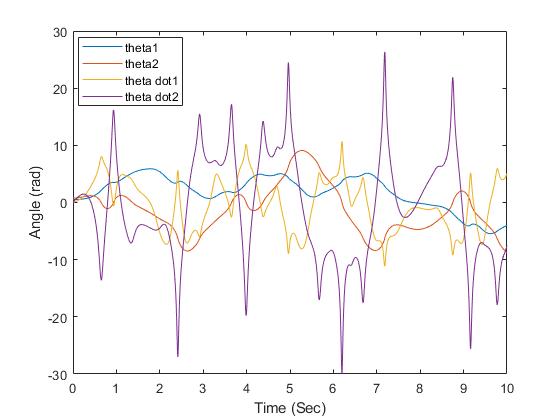 30
20
10
0
-10
-20
-30
Angle (rad)
theta1
theta2
theta dot1
theta dot2
0 1 2 3 4 5 6 7 8 9 10
Time (Sec)